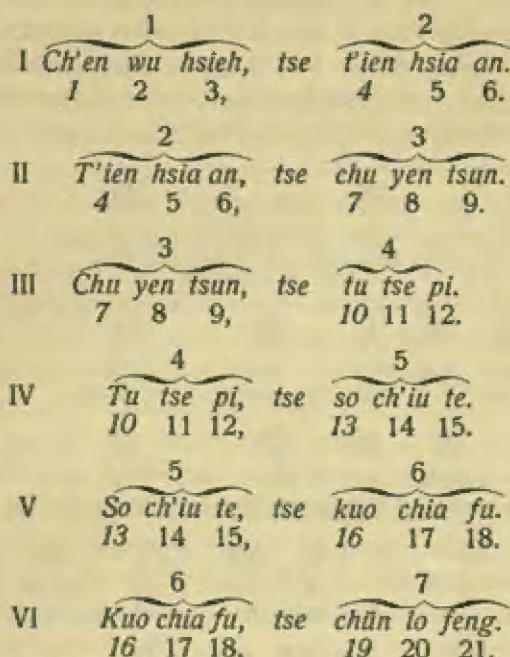 1 2
I Ch'en wu hsieh, tse t'ien hsia an.
1 2 3, 4 5 6.
2 3
II T'ien hsia an, tse chu yen tsun.
4 5 6, 7 8 9.
3 4
III Chu yen tsun, tse tu tse pi.
7 8 9, 10 11 12.
4 5
IV Tu tse pi, tse so ch'iu te.
10 11 12, 13 14 15.
5 6
V So ch'iu te, tse kuo chia fu.
13 14 15, 16 17 18.
6 7
VI Kuo chia fu, tse chün lo feng.
16 17 18, 19 20 21.